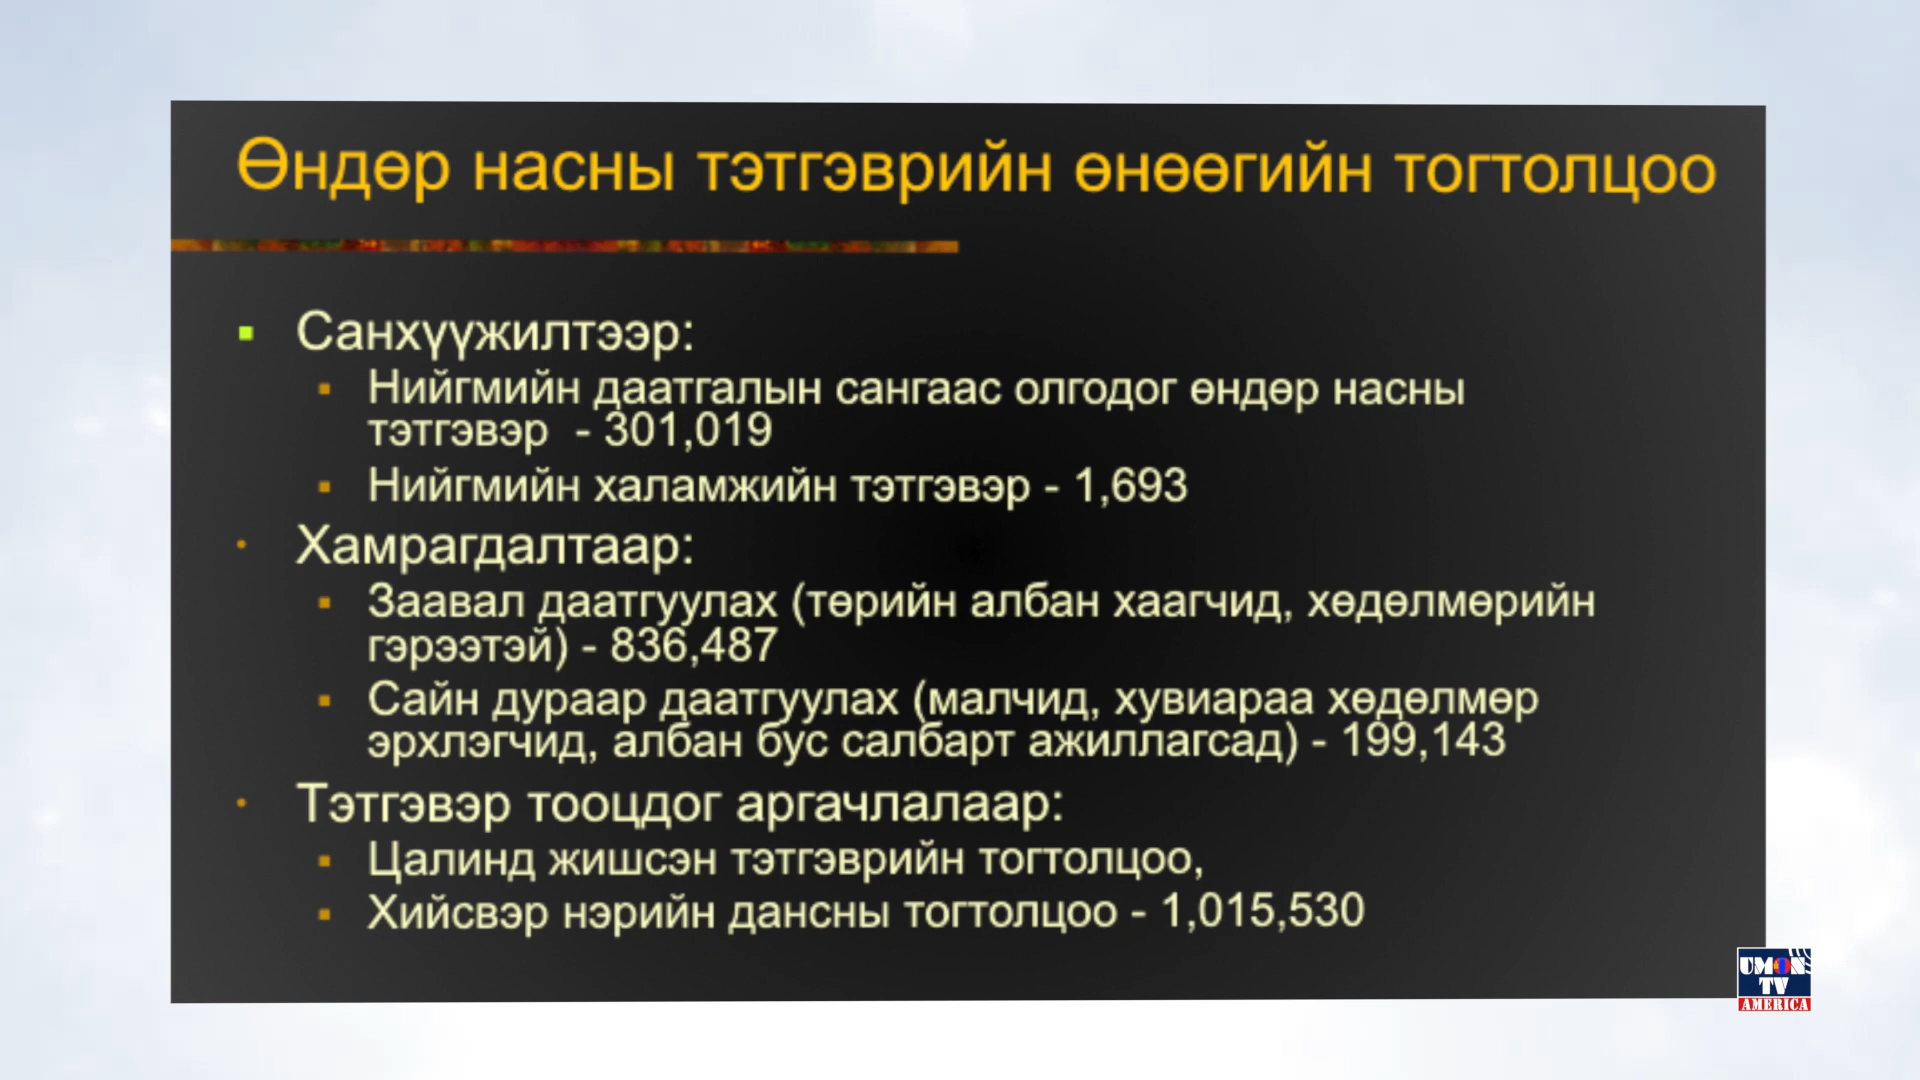 Өндөр насны тэтгэврийн өнөөгийн тогтолцоо
Санхүүжилтээр:
Нийгмийн даатгалын сангаас олгодог өндөр насны
тэтгэвэр - 301,019
Нийгмийн халамжийн тэтгэвэр - 1,693
Хамрагдалтаар:
Заавал даатгуулах (төрийн албан хаагчид, хөдөлмөрийн
гэрээтэй) - 836,487
Сайн дураар даатгуулах (малчид, хувиараа хөдөлмөр
эрхлэгчид, албан бус салбарт ажиллагсад) - 199,143
Тэтгэвэр тооцдог аргачлалаар:
Цалинд жишсэн тэтгэврийн тогтолцоо,
Хийсвэр нэрийн дансны тогтолцоо - 1,015,530
UMON
TV
AMERICA